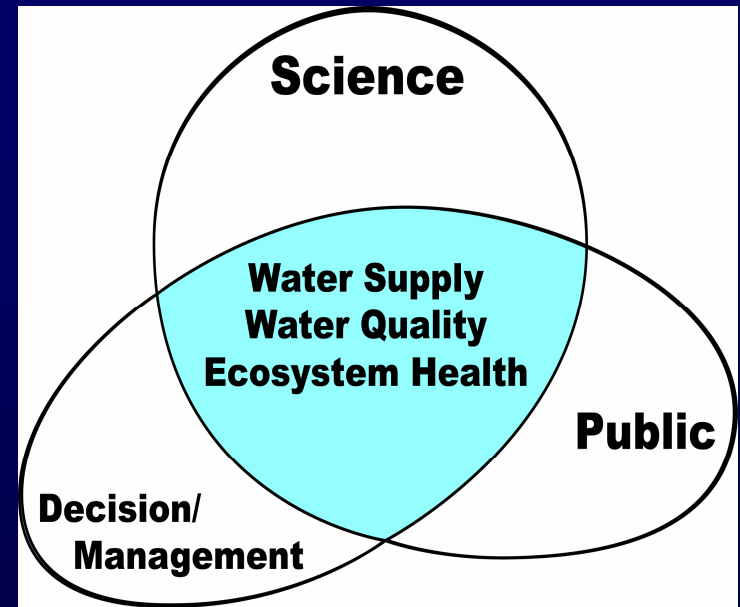 Science
Water Supply
Water Quality
Ecosystem Health
Public
Decision/
Management